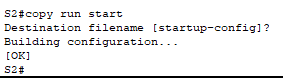 S2#copy run start
Destination filename [startup-config]?
Building configuration...
[OK]
S2#